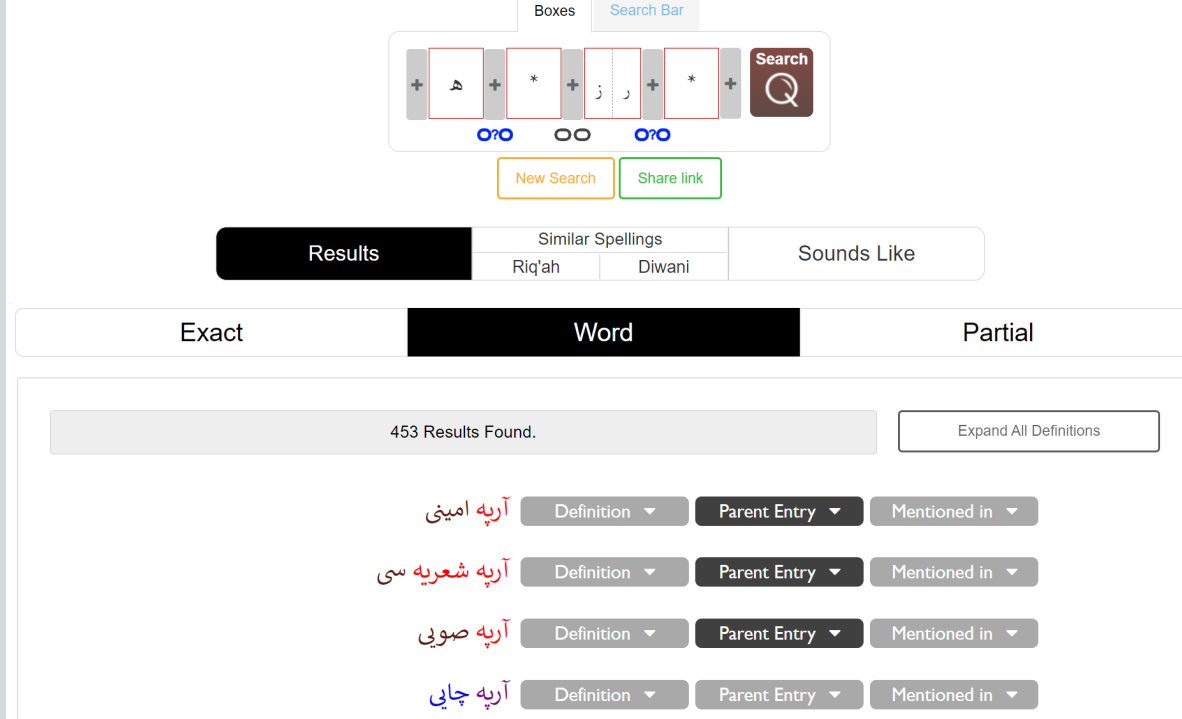 Boxes Search Bar
+ * + ر ز + * + ه + Search
New Search Share link
Results Similar Spellings Sounds Like
Riq'ah Diwani
Exact Word Partial
453 Results Found. Expand All Definitions
آرپه امینی Definition Parent Entry Mentioned in
آرپه شعریه سی Definition Parent Entry Mentioned in
آرپه صویی Definition Parent Entry Mentioned in
آرپه چایی Definition Parent Entry Mentioned in